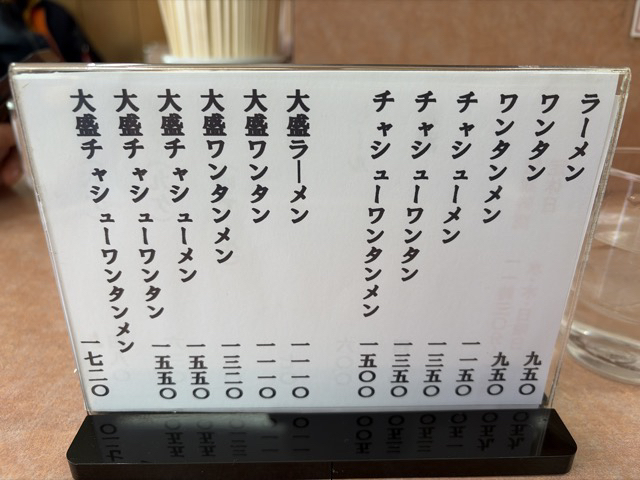 ラーメン 九五〇
ワンタン 九五〇
ワンタンメン 一一五〇
チャシューメン 一三五〇
チャシューワンタン 一三五〇
チャシューワンタンメン 一五〇〇
大盛ラーメン 一一一〇
大盛ワンタン 一一一〇
大盛ワンタンメン 一三二〇
大盛チャシューメン 一五五〇
大盛チャシューワンタン 一五五〇
大盛チャシューワンタンメン 一七二〇